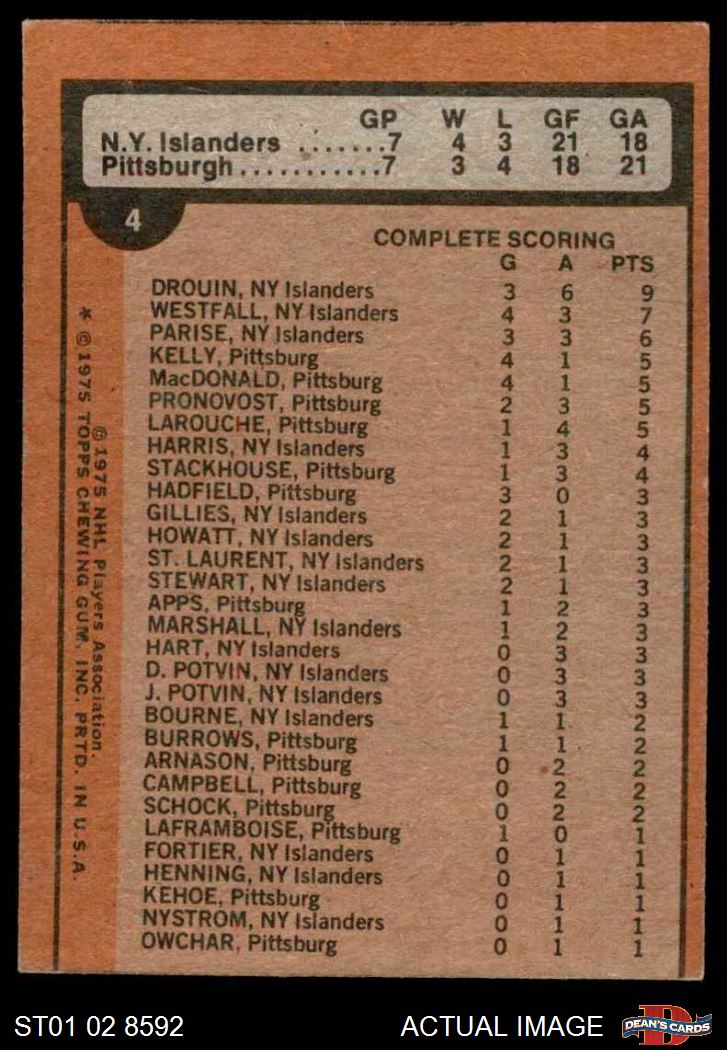 GP W L GF GA
N.Y. Islanders .......7 4 3 21 18
Pittsburgh...........7 3 4 18 21
4
COMPLETE SCORING
G A PTS
DROUIN, NY Islanders 3 6 9
WESTFALL, NY Islanders 4 3 7
PARISE, NY Islanders 3 3 6
KELLY, Pittsburg 4 1 5
MacDONALD, Pittsburg 4 1 5
PRONOVOST, Pittsburg 2 3 5
LAROUCHE, Pittsburg 1 4 5
HARRIS, NY Islanders 1 3 4
STACKHOUSE, Pittsburg 1 3 4
HADFIELD, Pittsburg 3 0 3
GILLIES, NY Islanders 2 1 3
HOWATT, NY Islanders 2 1 3
ST. LAURENT, NY Islanders 2 1 3
STEWART, NY Islanders 2 1 3
APPS, Pittsburg 1 2 3
MARSHALL, NY Islanders 1 2 3
HART, NY Islanders 0 3 3
D. POTVIN, NY Islanders 0 3 3
J. POTVIN, NY Islanders 0 3 3
BOURNE, NY Islanders 1 1 2
BURROWS, Pittsburg 1 1 2
ARNASON, Pittsburg 0 2 2
CAMPBELL, Pittsburg 0 2 2
SCHOCK, Pittsburg 0 2 2
LAFRAMBOISE, Pittsburg 1 0 1
FORTIER, NY Islanders 0 1 1
HENNING, NY Islanders 0 1 1
KEHOE, Pittsburg 0 1 1
NYSTROM, NY Islanders 0 1 1
OWCHAR, Pittsburg 0 1 1
© 1975 NHL Players Association.
* © 1975 TOPPS CHEWING GUM, INC. PRTD. IN U.S.A.
ST01 02 8592 ACTUAL IMAGE
D
DEAN'S CARDS